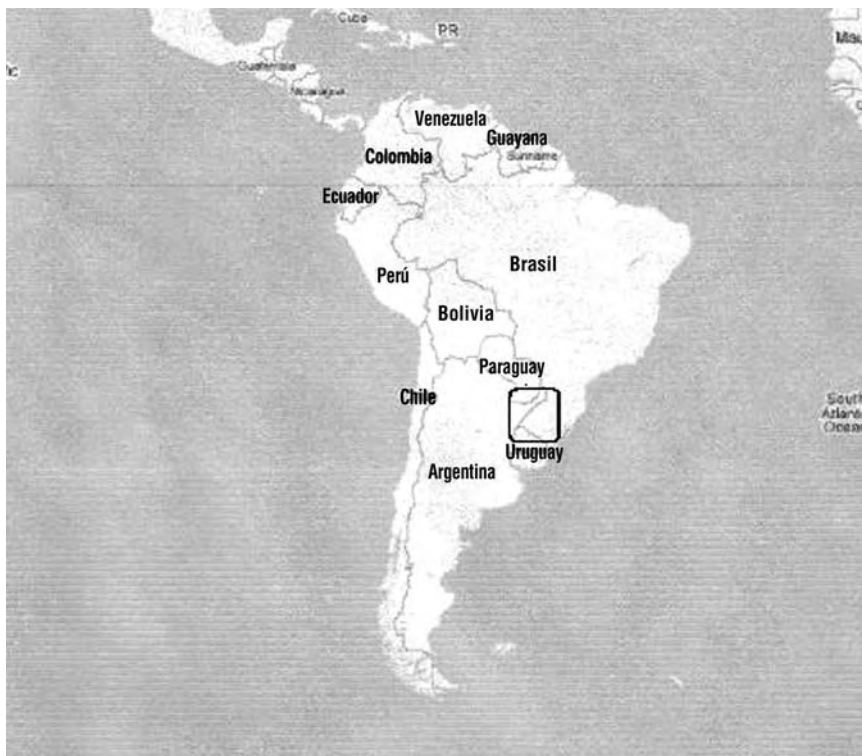 Cuba
PR
Guatemala
Nicaragua
Venezuela
Guayana
Suriname
Colombia
Ecuador
Perú
Brasil
Bolivia
Paraguay
Chile
Uruguay
Argentina
South
Atlantic
Ocean